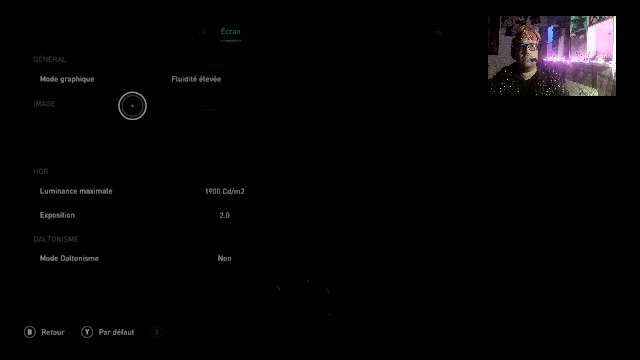 Écran
GÉNÉRAL
Mode graphique Fluidité élevée
IMAGE
HDR
Luminance maximale 1900 Cd/m2
Exposition 2.0
DALTONISME
Mode Daltonisme Non
B Retour Y Par défaut X